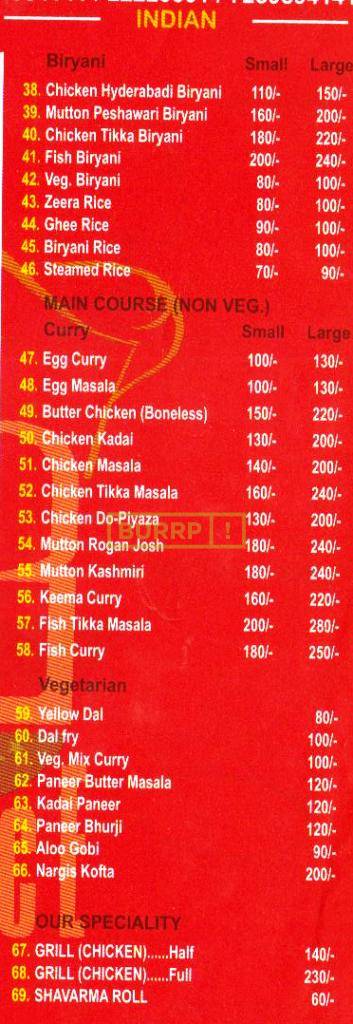 INDIAN
Biryani Small Large
38. Chicken Hyderabadi Biryani 110/- 150/-
39. Mutton Peshawari Biryani 160/- 200/-
40. Chicken Tikka Biryani 180/- 220/-
41. Fish Biryani 200/- 240/-
42. Veg. Biryani 80/- 100/-
43. Zeera Rice 80/- 100/-
44. Ghee Rice 90/- 100/-
45. Biryani Rice 80/- 100/-
46. Steamed Rice 70/- 90/-
MAIN COURSE (NON VEG.)
Curry Small Large
47. Egg Curry 100/- 130/-
48. Egg Masala 100/- 130/-
49. Butter Chicken (Boneless) 150/- 220/-
50. Chicken Kadai 130/- 200/-
51. Chicken Masala 140/- 200/-
52. Chicken Tikka Masala 160/- 240/-
53. Chicken Do-Piyaza 130/- 200/-
BURRP!
54. Mutton Rogan Josh 180/- 240/-
55. Mutton Kashmiri 180/- 240/-
56. Keema Curry 160/- 220/-
57. Fish Tikka Masala 200/- 280/-
58. Fish Curry 180/- 250/-
Vegetarian
59. Yellow Dal 80/-
60. Dal fry 100/-
61. Veg. Mix Curry 100/-
62. Paneer Butter Masala 120/-
63. Kadai Paneer 120/-
64. Paneer Bhurji 120/-
65. Aloo Gobi 90/-
66. Nargis Kofta 200/-
OUR SPECIALITY
67. GRILL (CHICKEN)......Half 140/-
68. GRILL (CHICKEN)......Full 230/-
69. SHAVARMA ROLL 60/-